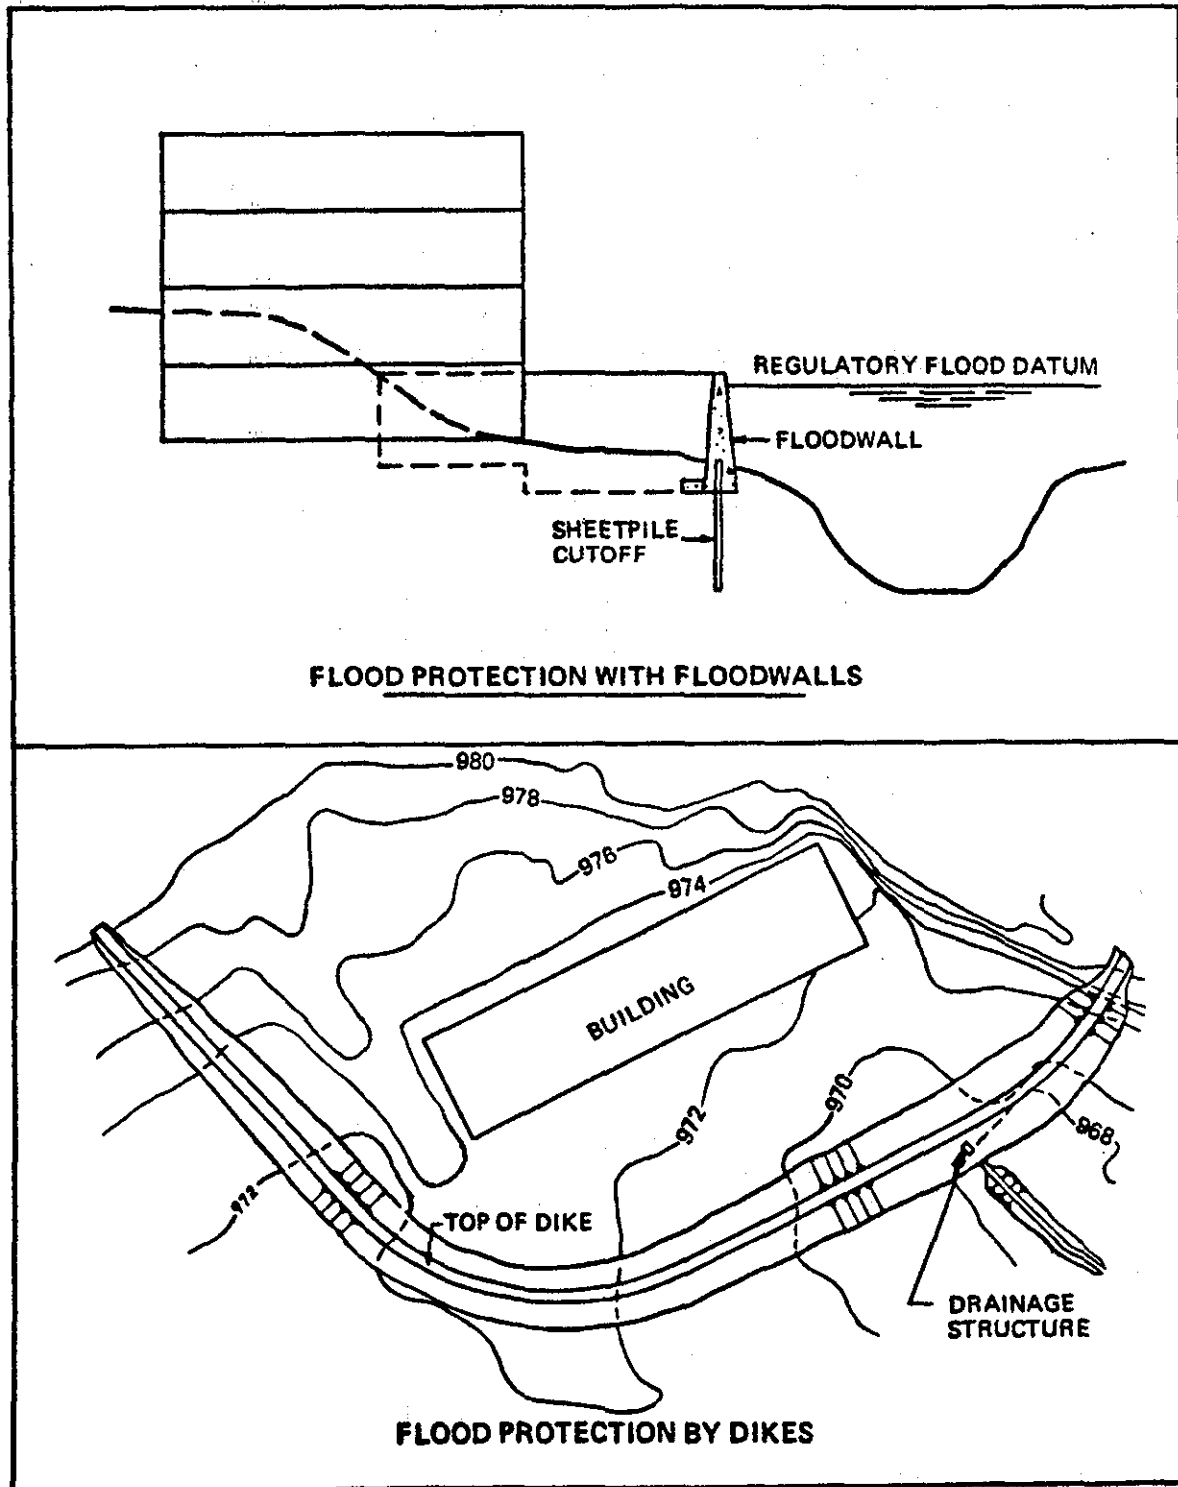 REGULATORY FLOOD DATUM
FLOODWALL
SHEETPILE
CUTOFF
FLOOD PROTECTION WITH FLOODWALLS
980
978
976
974
BUILDING
972
970
968
972
TOP OF DIKE
DRAINAGE
STRUCTURE
FLOOD PROTECTION BY DIKES